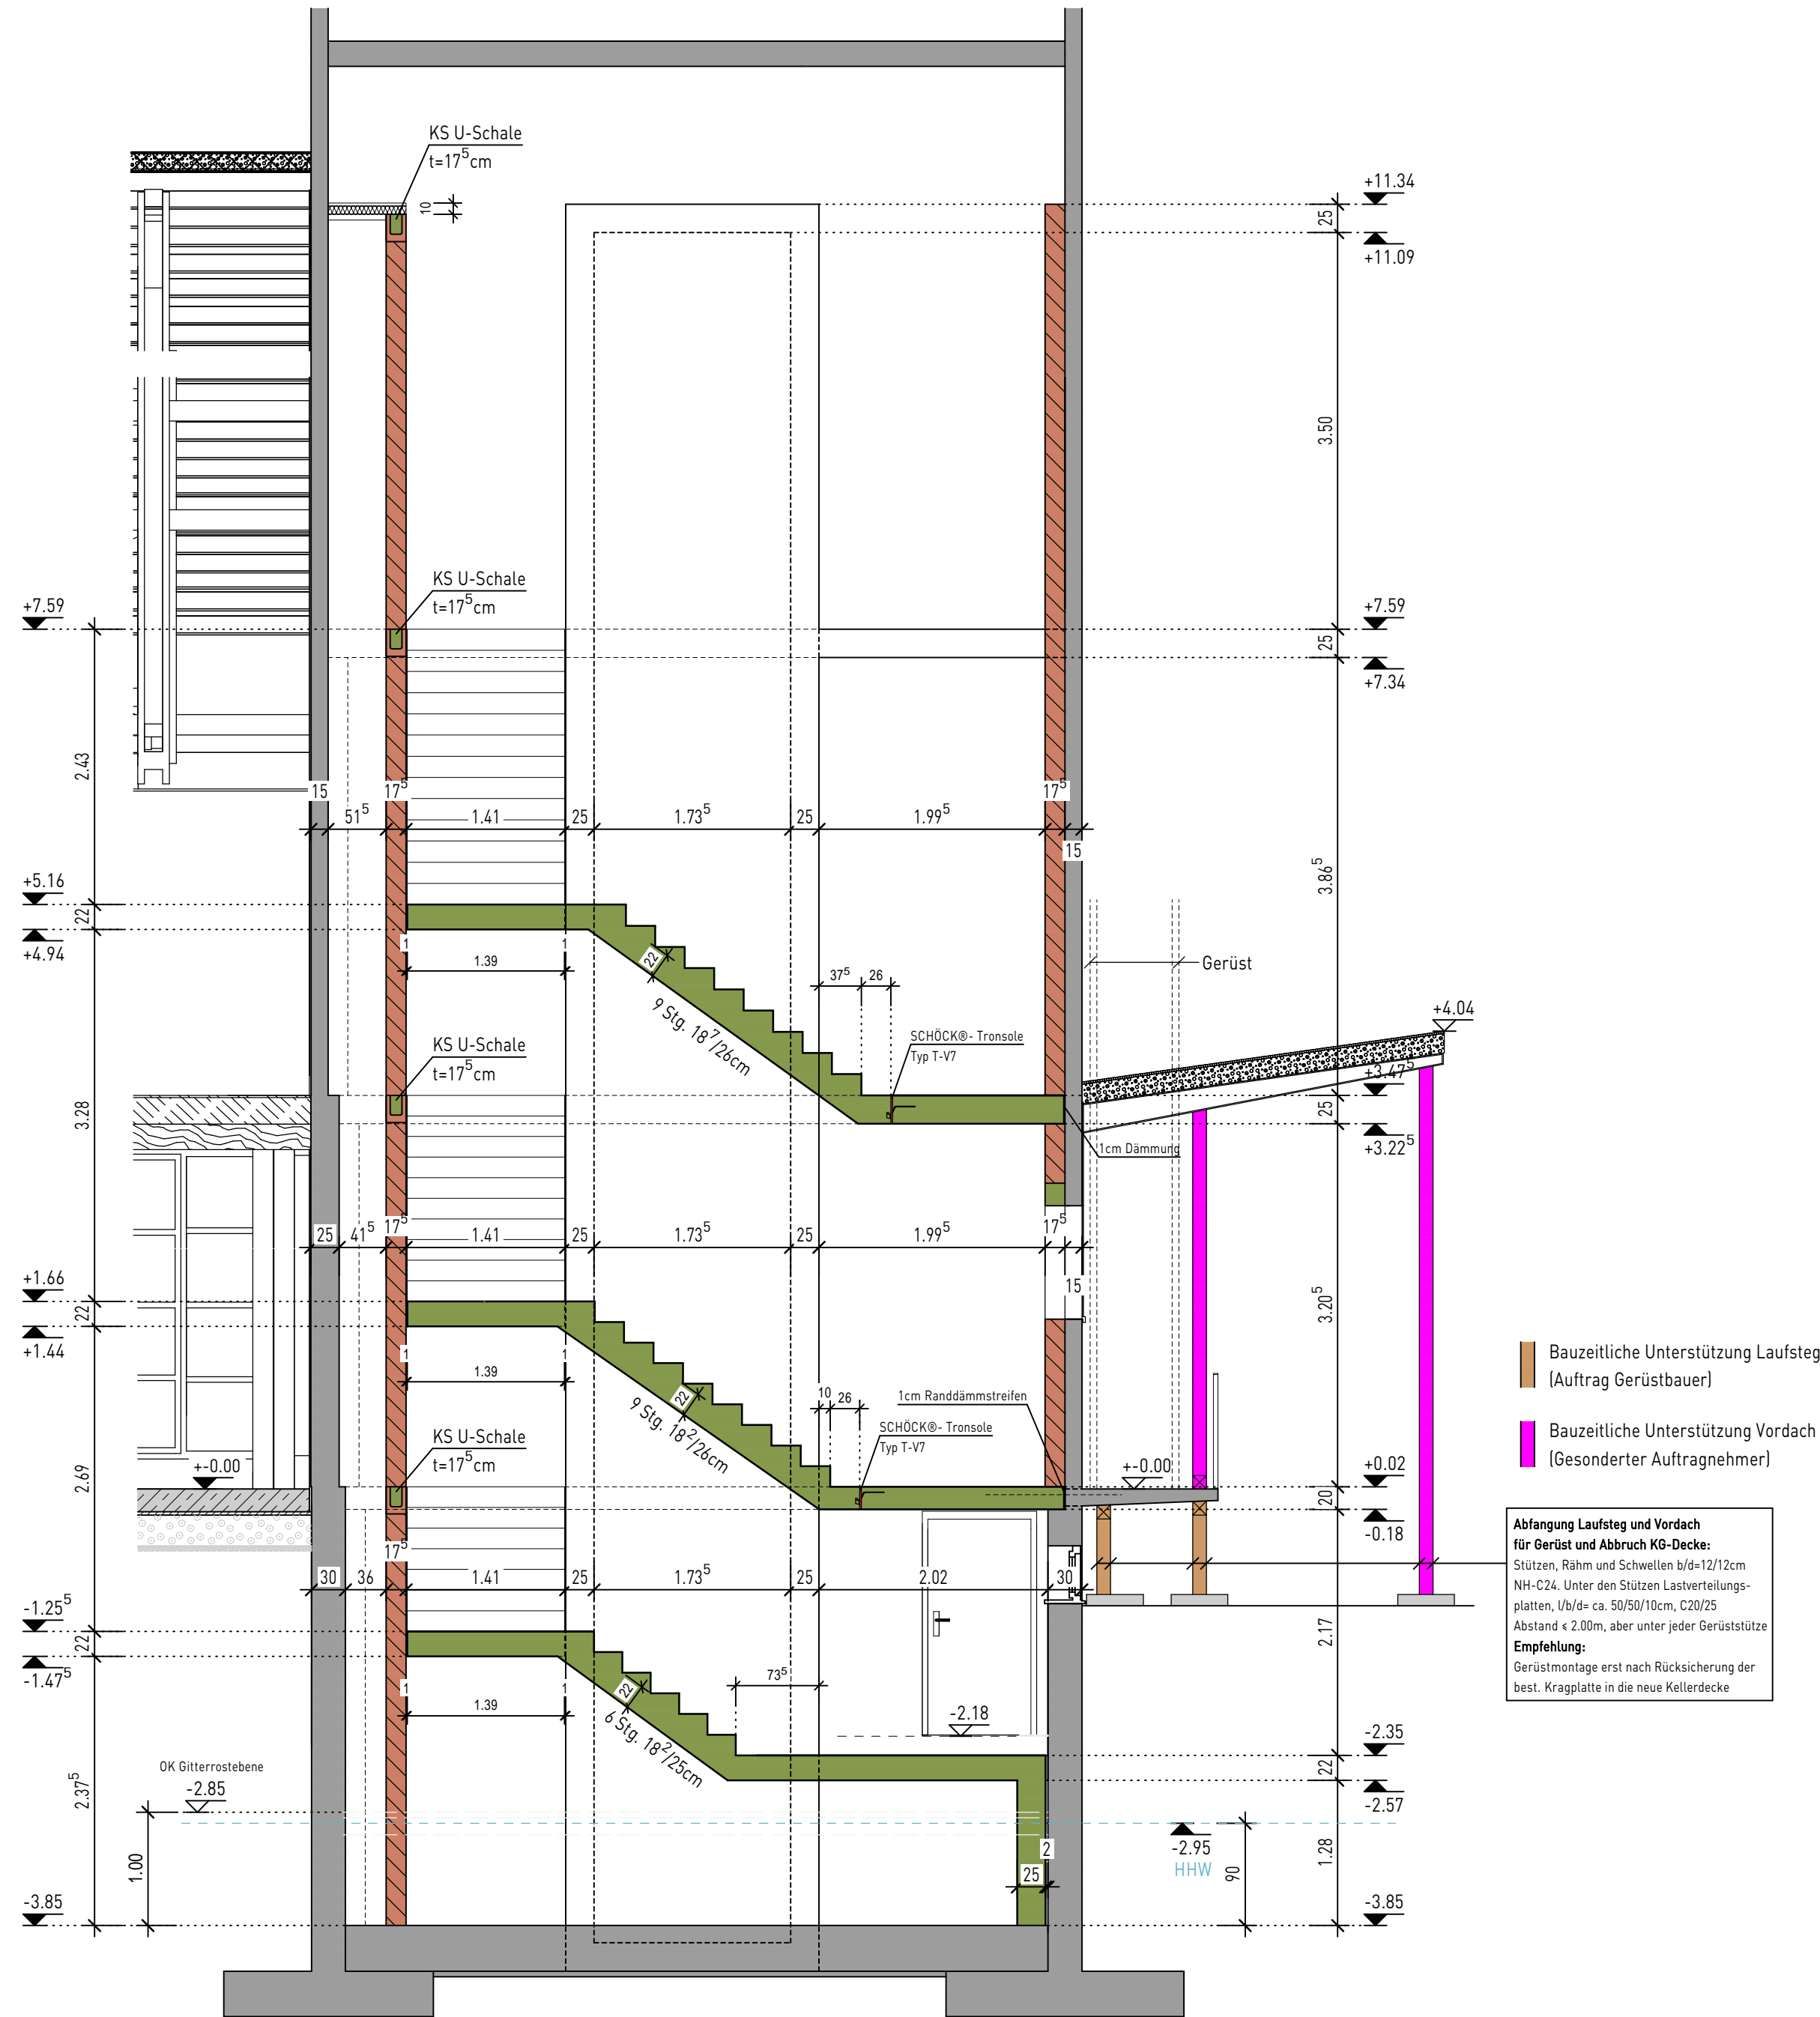 KS U-Schale
t=17⁵cm
10
+11.34
25
+11.09
3.50
KS U-Schale
t=17⁵cm
+7.59
+7.59
25
+7.34
2.43
15
17⁵
17⁵
51⁵
1.41
25
1.73⁵
25
1.99⁵
15
3.86⁵
+5.16
22
+4.94
1
1
1.39
22
9 Stg. 18⁷/26cm
37⁵
26
Gerüst
SCHÖCK®- Tronsole
Typ T-V7
+4.04
KS U-Schale
t=17⁵cm
+3.47⁵
25
+3.22⁵
3.28
1cm Dämmung
25
41⁵
17⁵
1.41
25
1.73⁵
25
1.99⁵
17⁵
15
3.20⁵
+1.66
22
+1.44
1
1
1.39
22
9 Stg. 18²/26cm
10
26
1cm Randdämmstreifen
SCHÖCK®- Tronsole
Typ T-V7
Bauzeitliche Unterstützung Laufsteg
(Auftrag Gerüstbauer)
Bauzeitliche Unterstützung Vordach
(Gesonderter Auftragnehmer)
KS U-Schale
t=17⁵cm
2.69
+-0.00
+-0.00
+0.02
20
-0.18
17⁵
30
36
1.41
25
1.73⁵
25
2.02
30
Abfangung Laufsteg und Vordach
für Gerüst und Abbruch KG-Decke:
Stützen, Rähm und Schwellen b/d=12/12cm
NH-C24. Unter den Stützen Lastverteilungs-
platten, l/b/d= ca. 50/50/10cm, C20/25
Abstand ≤ 2.00m, aber unter jeder Gerüststütze
Empfehlung:
Gerüstmontage erst nach Rücksicherung der
best. Kragplatte in die neue Kellerdecke
2.17
-1.25⁵
22
-1.47⁵
1
1
1.39
22
6 Stg. 18²/25cm
73⁵
-2.18
-2.35
22
-2.57
OK Gitterrostebene
-2.85
2.37⁵
1.00
-2.95
HHW
90
1.28
2
25
-3.85
-3.85